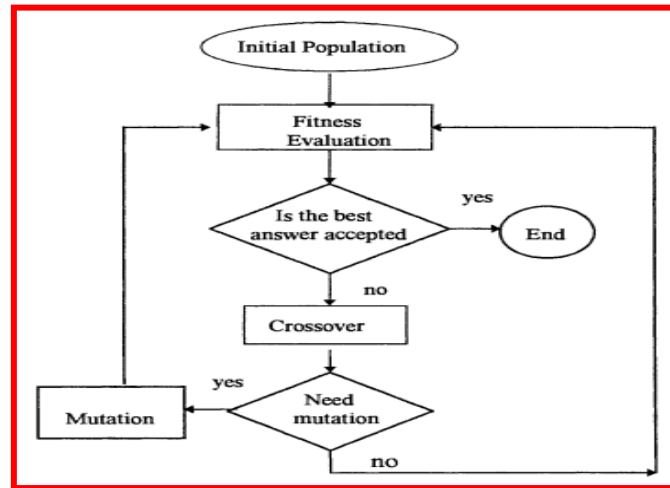 Initial Population
Fitness
Evaluation
Is the best
answer accepted
yes
End
no
Crossover
yes
Need
mutation
Mutation
no